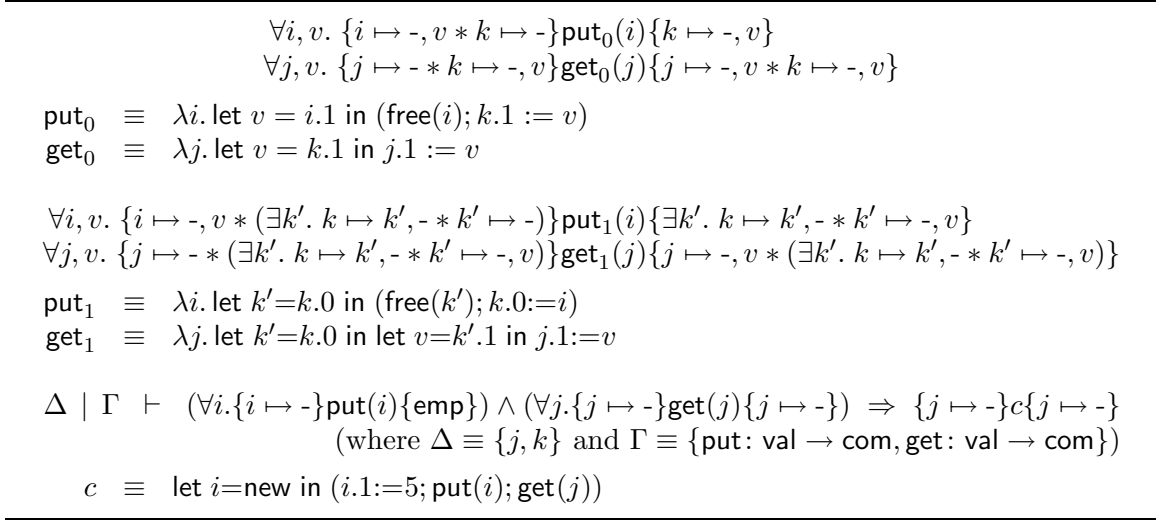 ∀i, v. {i ↦ -, v * k ↦ -}put₀(i){k ↦ -, v}
∀j, v. {j ↦ - * k ↦ -, v}get₀(j){j ↦ -, v * k ↦ -, v}
put₀ ≡ λi. let v = i.1 in (free(i); k.1 := v)
get₀ ≡ λj. let v = k.1 in j.1 := v
∀i, v. {i ↦ -, v * (∃k′. k ↦ k′, - * k′ ↦ -)}put₁(i){∃k′. k ↦ k′, - * k′ ↦ -, v}
∀j, v. {j ↦ - * (∃k′. k ↦ k′, - * k′ ↦ -, v)}get₁(j){j ↦ -, v * (∃k′. k ↦ k′, - * k′ ↦ -, v)}
put₁ ≡ λi. let k′=k.0 in (free(k′); k.0:=i)
get₁ ≡ λj. let k′=k.0 in let v=k′.1 in j.1:=v
Δ | Γ ⊢ (∀i.{i ↦ -}put(i){emp}) ∧ (∀j.{j ↦ -}get(j){j ↦ -}) ⇒ {j ↦ -}c{j ↦ -}
(where Δ ≡ {j, k} and Γ ≡ {put: val → com, get: val → com})
c ≡ let i=new in (i.1:=5; put(i); get(j))